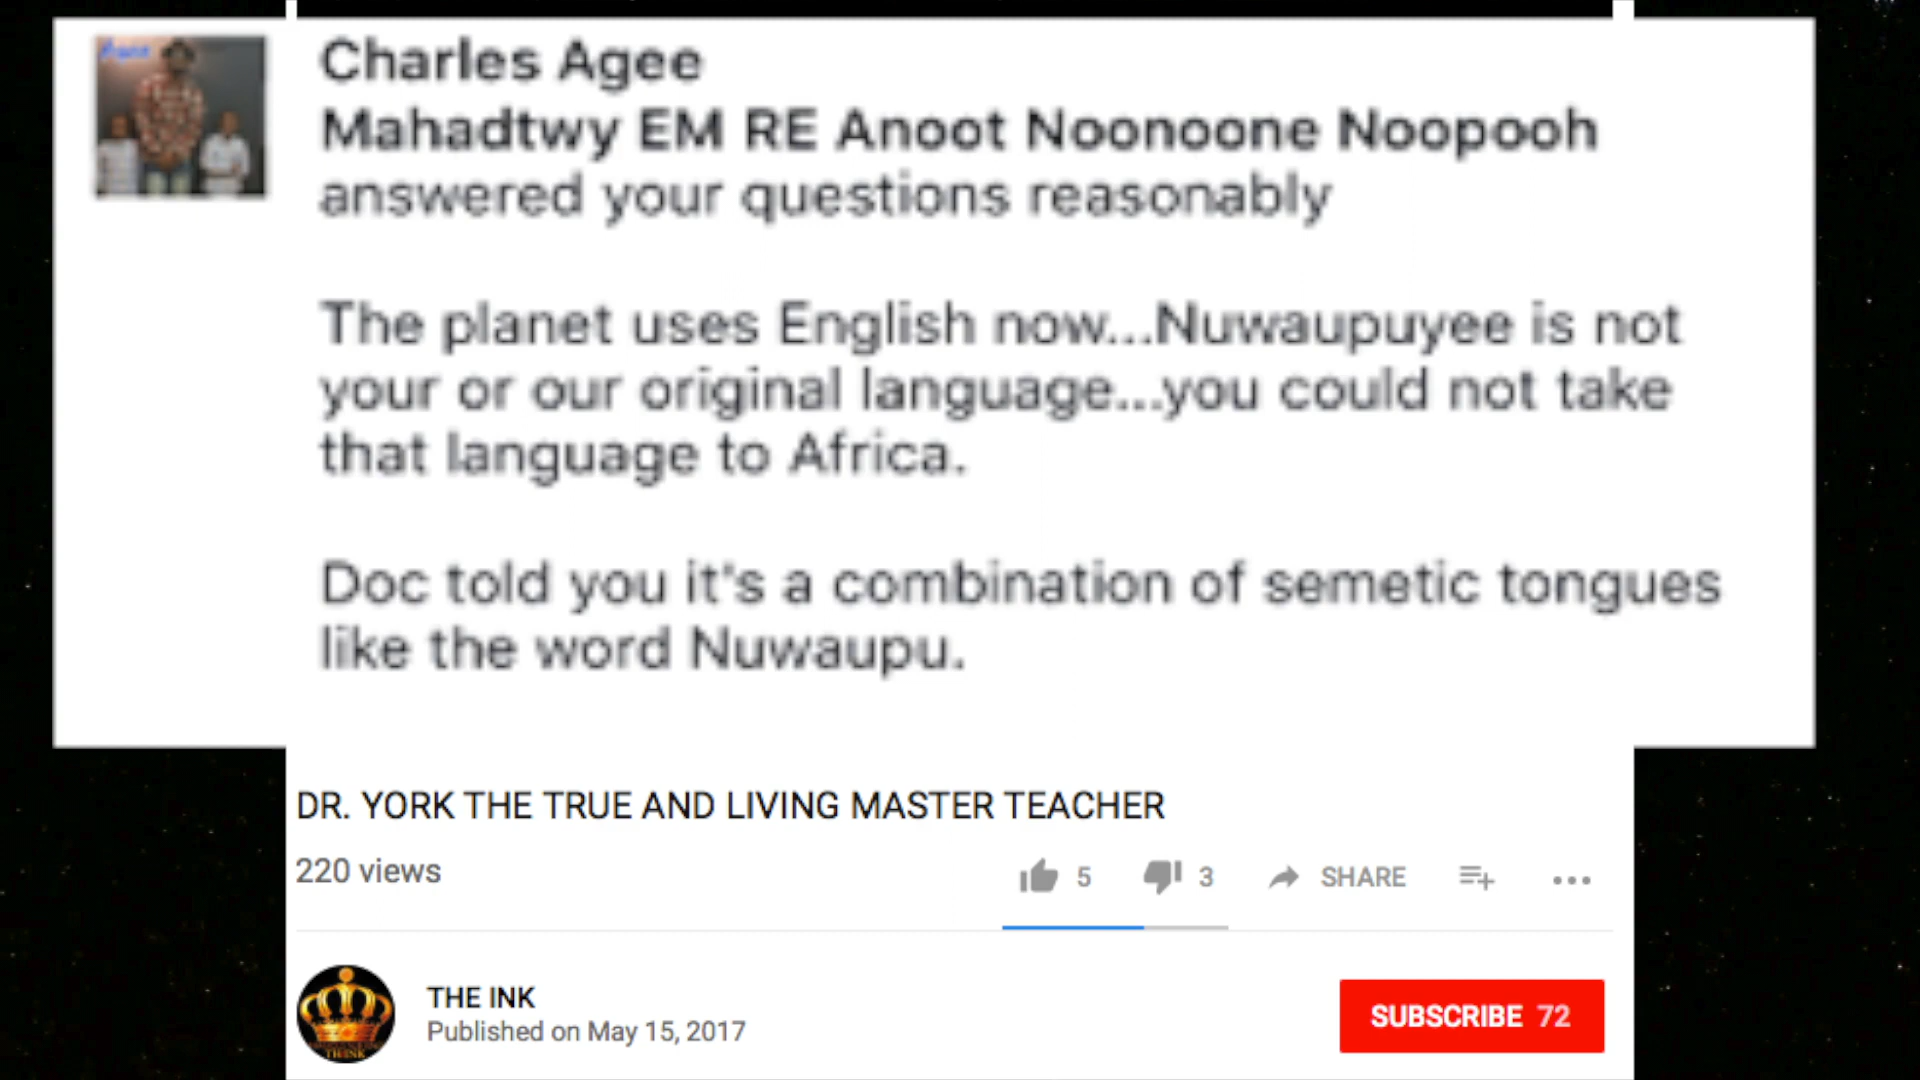 Charles Agee
Mahadtwy EM RE Anoot Noonoone Noopooh
answered your questions reasonably
The planet uses English now...Nuwaupuyee is not
your or our original language...you could not take
that language to Africa.
Doc told you it's a combination of semetic tongues
like the word Nuwaupu.
DR. YORK THE TRUE AND LIVING MASTER TEACHER
220 views
5 3 SHARE
THE INK
Published on May 15, 2017
SUBSCRIBE 72